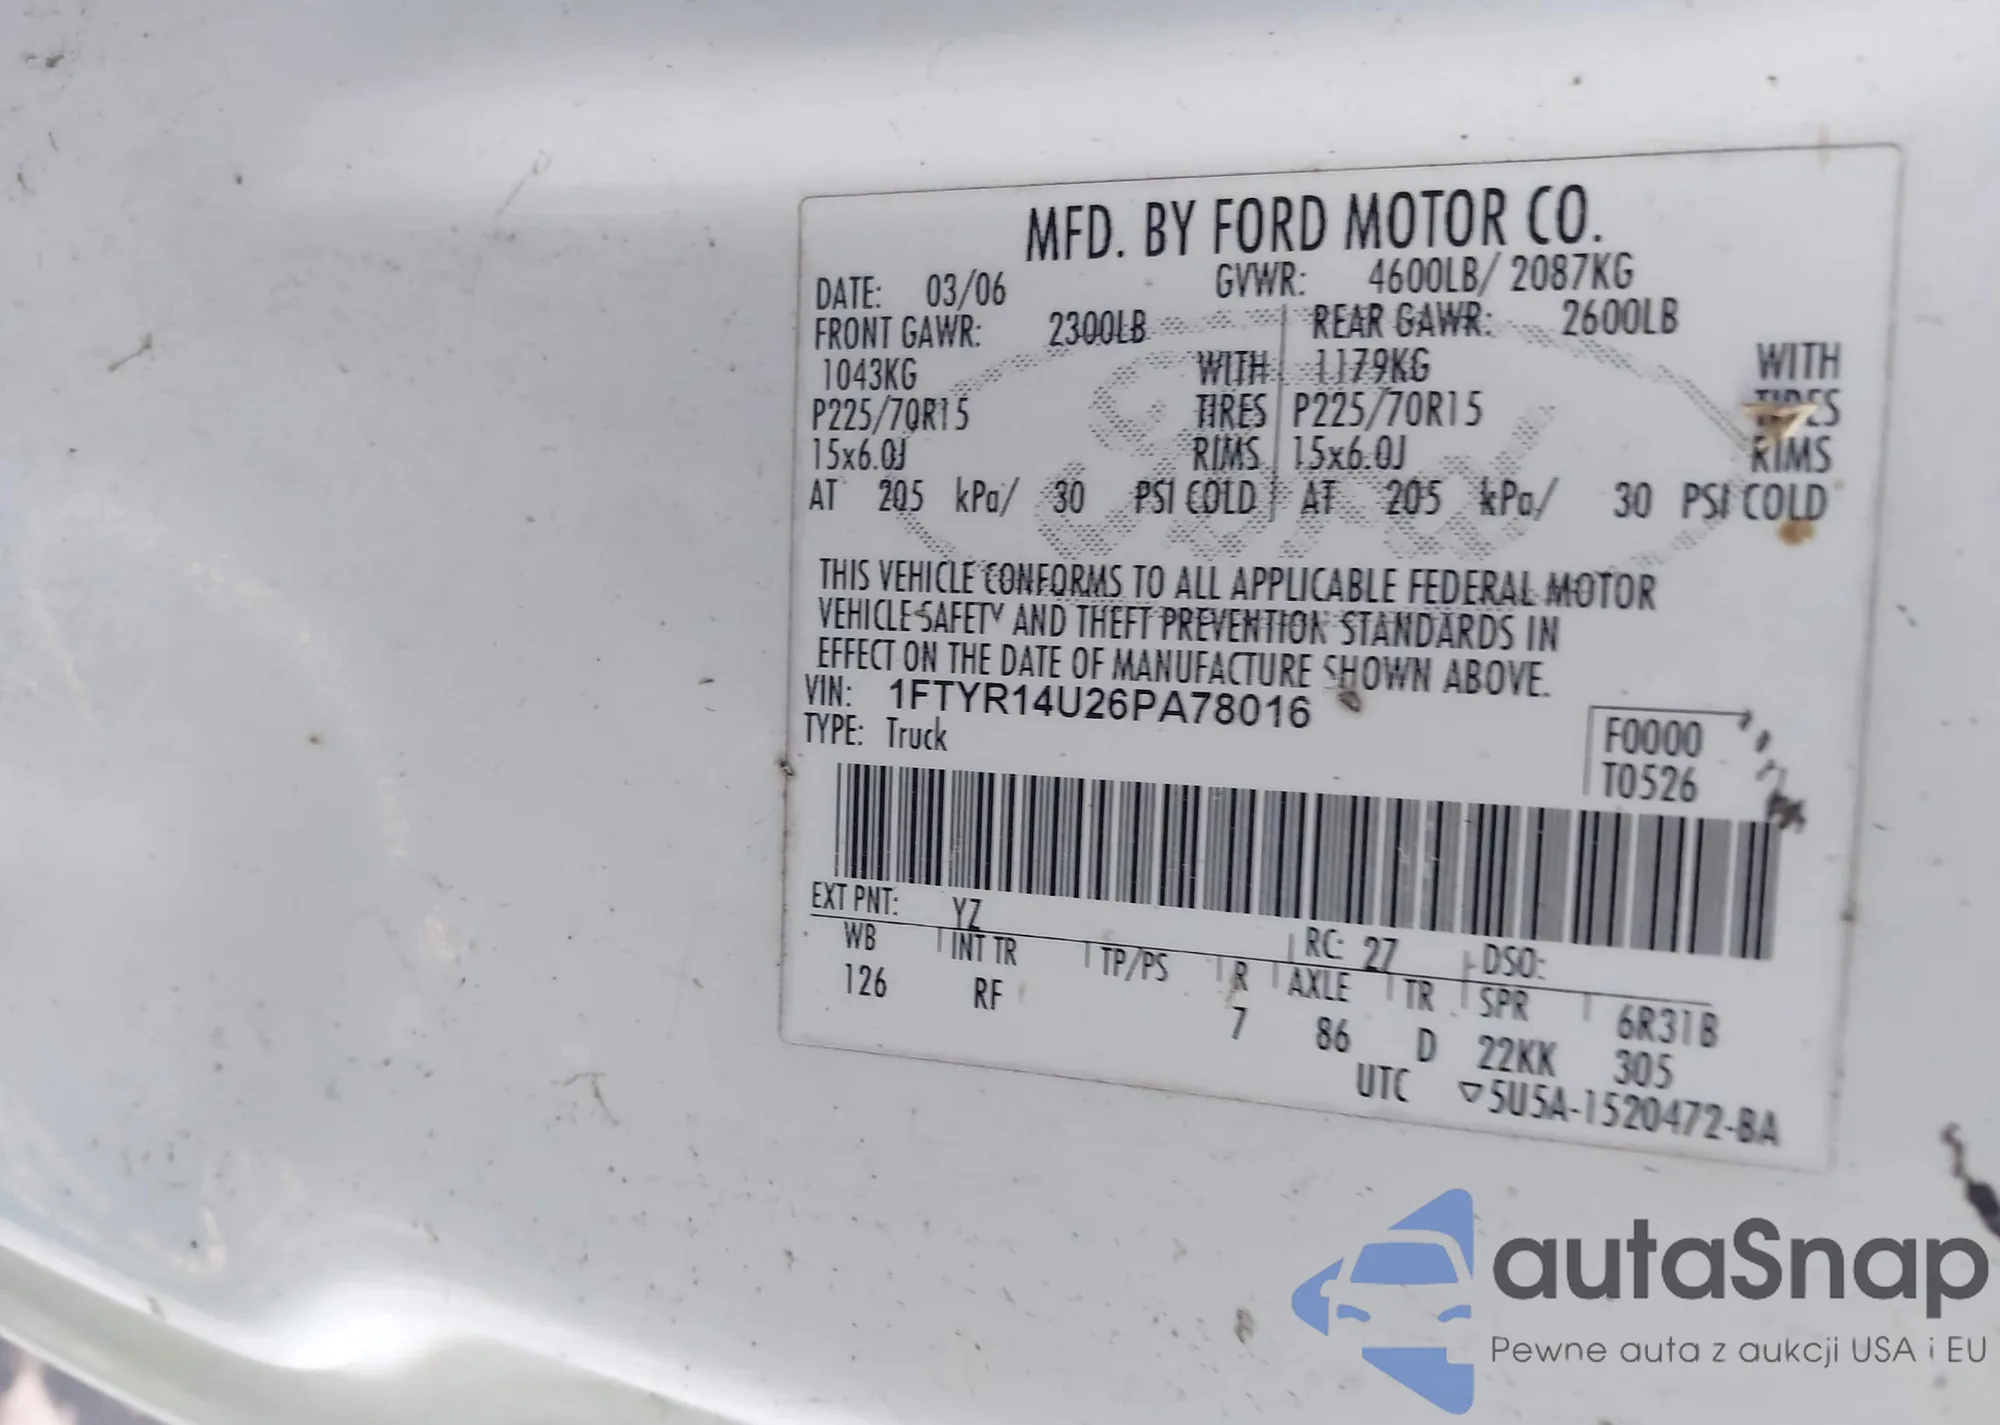 MFD. BY FORD MOTOR CO.
DATE: 03/06 GVWR: 4600LB/ 2087KG
FRONT GAWR: 2300LB REAR GAWR: 2600LB
1043KG WITH 1179KG WITH
P225/70R15 TIRES P225/70R15 TIRES
15x6.0J RIMS 15x6.0J RIMS
AT 205 kPa/ 30 PSI COLD AT 205 kPa/ 30 PSI COLD
Ford
THIS VEHICLE CONFORMS TO ALL APPLICABLE FEDERAL MOTOR
VEHICLE SAFETY AND THEFT PREVENTION STANDARDS IN
EFFECT ON THE DATE OF MANUFACTURE SHOWN ABOVE.
VIN: 1FTYR14U26PA78016
TYPE: Truck
F0000
T0526
EXT PNT: YZ RC: 27 DSO:
WB INT TR TP/PS R AXLE TR SPR 6R31B
126 RF 7 86 D 22KK 305
UTC ▽5U5A-1520472-BA
autaSnap
Pewne auta z aukcji USA i EU